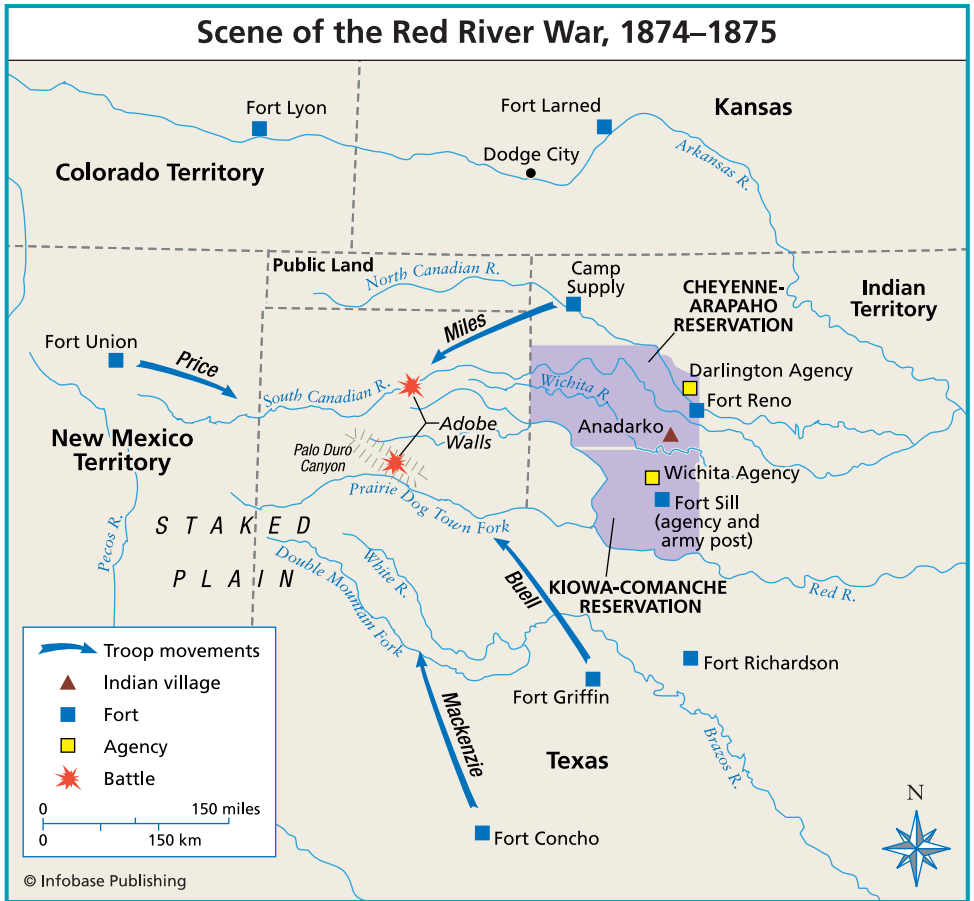 Scene of the Red River War, 1874–1875
Fort Lyon
Fort Larned
Kansas
Dodge City
Arkansas R.
Colorado Territory
Public Land
North Canadian R.
Camp
Supply
CHEYENNE-
ARAPAHO
RESERVATION
Indian
Territory
Miles
Fort Union
Price
South Canadian R.
Wichita R.
Darlington Agency
Fort Reno
Adobe
Walls
Anadarko
New Mexico
Territory
Palo Duro
Canyon
Wichita Agency
Prairie Dog Town Fork
Fort Sill
(agency and
army post)
STAKED
PLAIN
Pecos R.
Double Mountain Fork
White R.
Buell
KIOWA-COMANCHE
RESERVATION
Red R.
Troop movements
Indian village
Fort
Agency
Battle
0 150 miles
0 150 km
Fort Richardson
Fort Griffin
Mackenzie
Brazos R.
Texas
Fort Concho
N
© Infobase Publishing